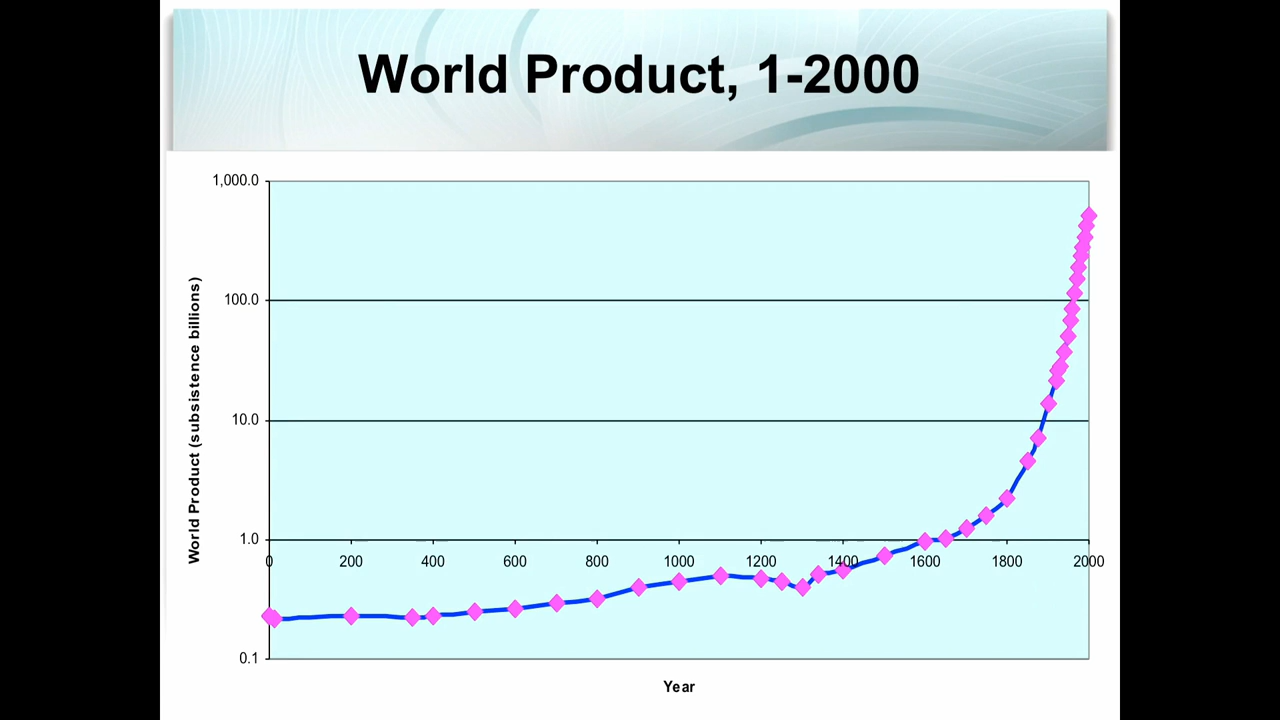 World Product, 1-2000
1,000.0
100.0
10.0
1.0
0.1
World Product (subsistence billions)
0 200 400 600 800 1000 1200 1400 1600 1800 2000
Year